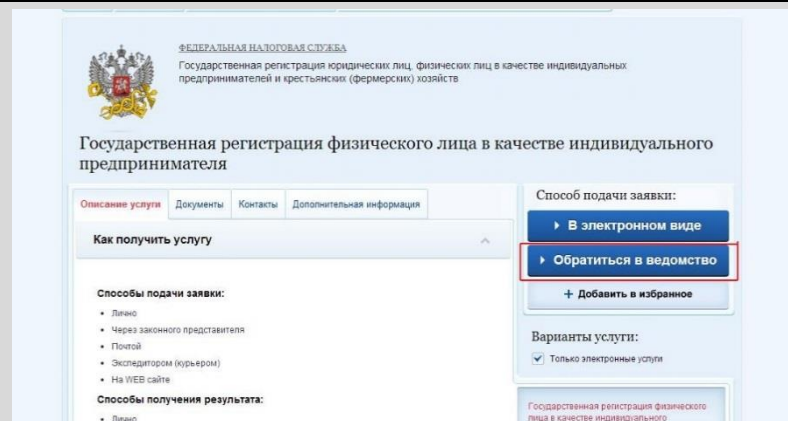 ФЕДЕРАЛЬНАЯ НАЛОГОВАЯ СЛУЖБА
Государственная регистрация юридических лиц, физических лиц в качестве индивидуальных
предпринимателей и крестьянских (фермерских) хозяйств
Государственная регистрация физического лица в качестве индивидуального
предпринимателя
Описание услуги
Документы
Контакты
Дополнительная информация
Как получить услугу
Способы подачи заявки:
• Лично
• Через законного представителя
• Почтой
• Экспедитором (курьером)
• На WEB сайте
Способы получения результата:
• Лично
Способ подачи заявки:
В электронном виде
Обратиться в ведомство
+ Добавить в избранное
Варианты услуги:
Только электронные услуги
Государственная регистрация физического
лица в качестве индивидуального